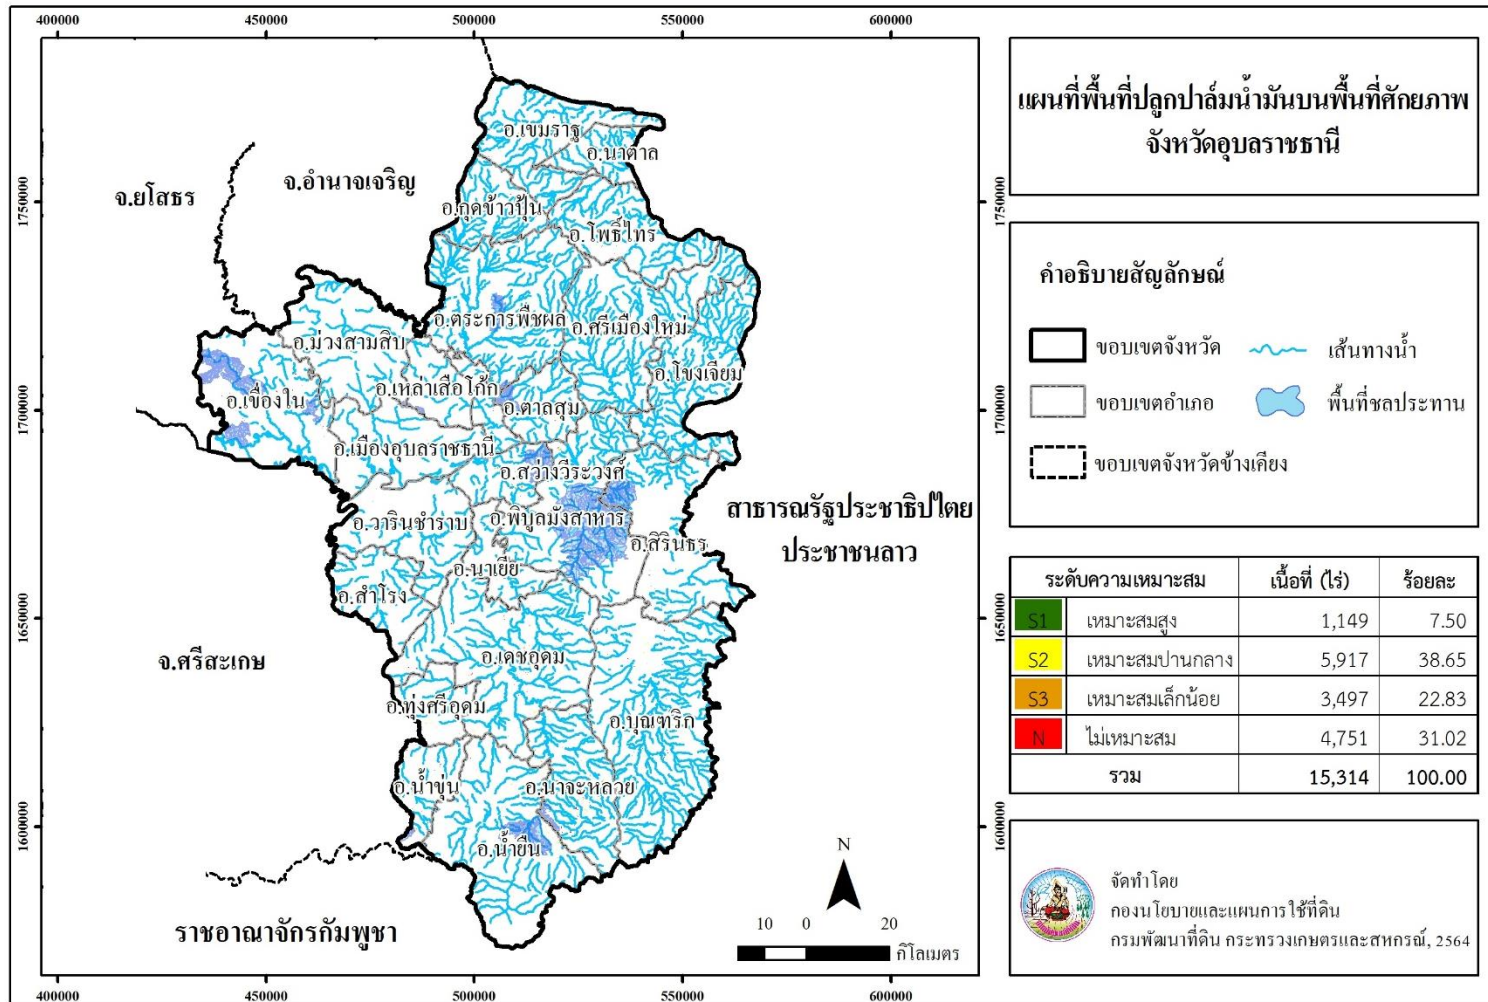 400000 450000 500000 550000 600000
แผนที่พื้นที่ปลูกปาล์มน้ำมันบนพื้นที่ศักยภาพ
จังหวัดอุบลราชธานี
1750000
1700000
1650000
1600000
จ.ยโสธร
จ.อำนาจเจริญ
อ.เขมราฐ
อ.นาตาล
อ.กุดข้าวปุ้น
อ.โพธิ์ไทร
อ.ตระการพืชผล
อ.ศรีเมืองใหม่
อ.ม่วงสามสิบ
อ.โขงเจียม
อ.เหล่าเสือโก้ก
อ.เขื่องใน
อ.ตาลสุม
อ.เมืองอุบลราชธานี
อ.สว่างวีระวงศ์
อ.วารินชำราบ
อ.พิบูลมังสาหาร
อ.สิรินธร
อ.นาเยีย
อ.สำโรง
อ.เดชอุดม
อ.ทุ่งศรีอุดม
อ.บุณฑริก
อ.น้ำขุ่น
อ.นาจะหลวย
อ.น้ำยืน
จ.ศรีสะเกษ
สาธารณรัฐประชาธิปไตย
ประชาชนลาว
ราชอาณาจักรกัมพูชา
N
10 0 20
กิโลเมตร
1750000
1700000
1650000
1600000
400000 450000 500000 550000 600000
คำอธิบายสัญลักษณ์
ขอบเขตจังหวัด เส้นทางน้ำ
ขอบเขตอำเภอ พื้นที่ชลประทาน
ขอบเขตจังหวัดข้างเคียง
ระดับความเหมาะสม เนื้อที่ (ไร่) ร้อยละ
S1 เหมาะสมสูง 1,149 7.50
S2 เหมาะสมปานกลาง 5,917 38.65
S3 เหมาะสมเล็กน้อย 3,497 22.83
N ไม่เหมาะสม 4,751 31.02
รวม 15,314 100.00
จัดทำโดย
กองนโยบายและแผนการใช้ที่ดิน
กรมพัฒนาที่ดิน กระทรวงเกษตรและสหกรณ์, 2564